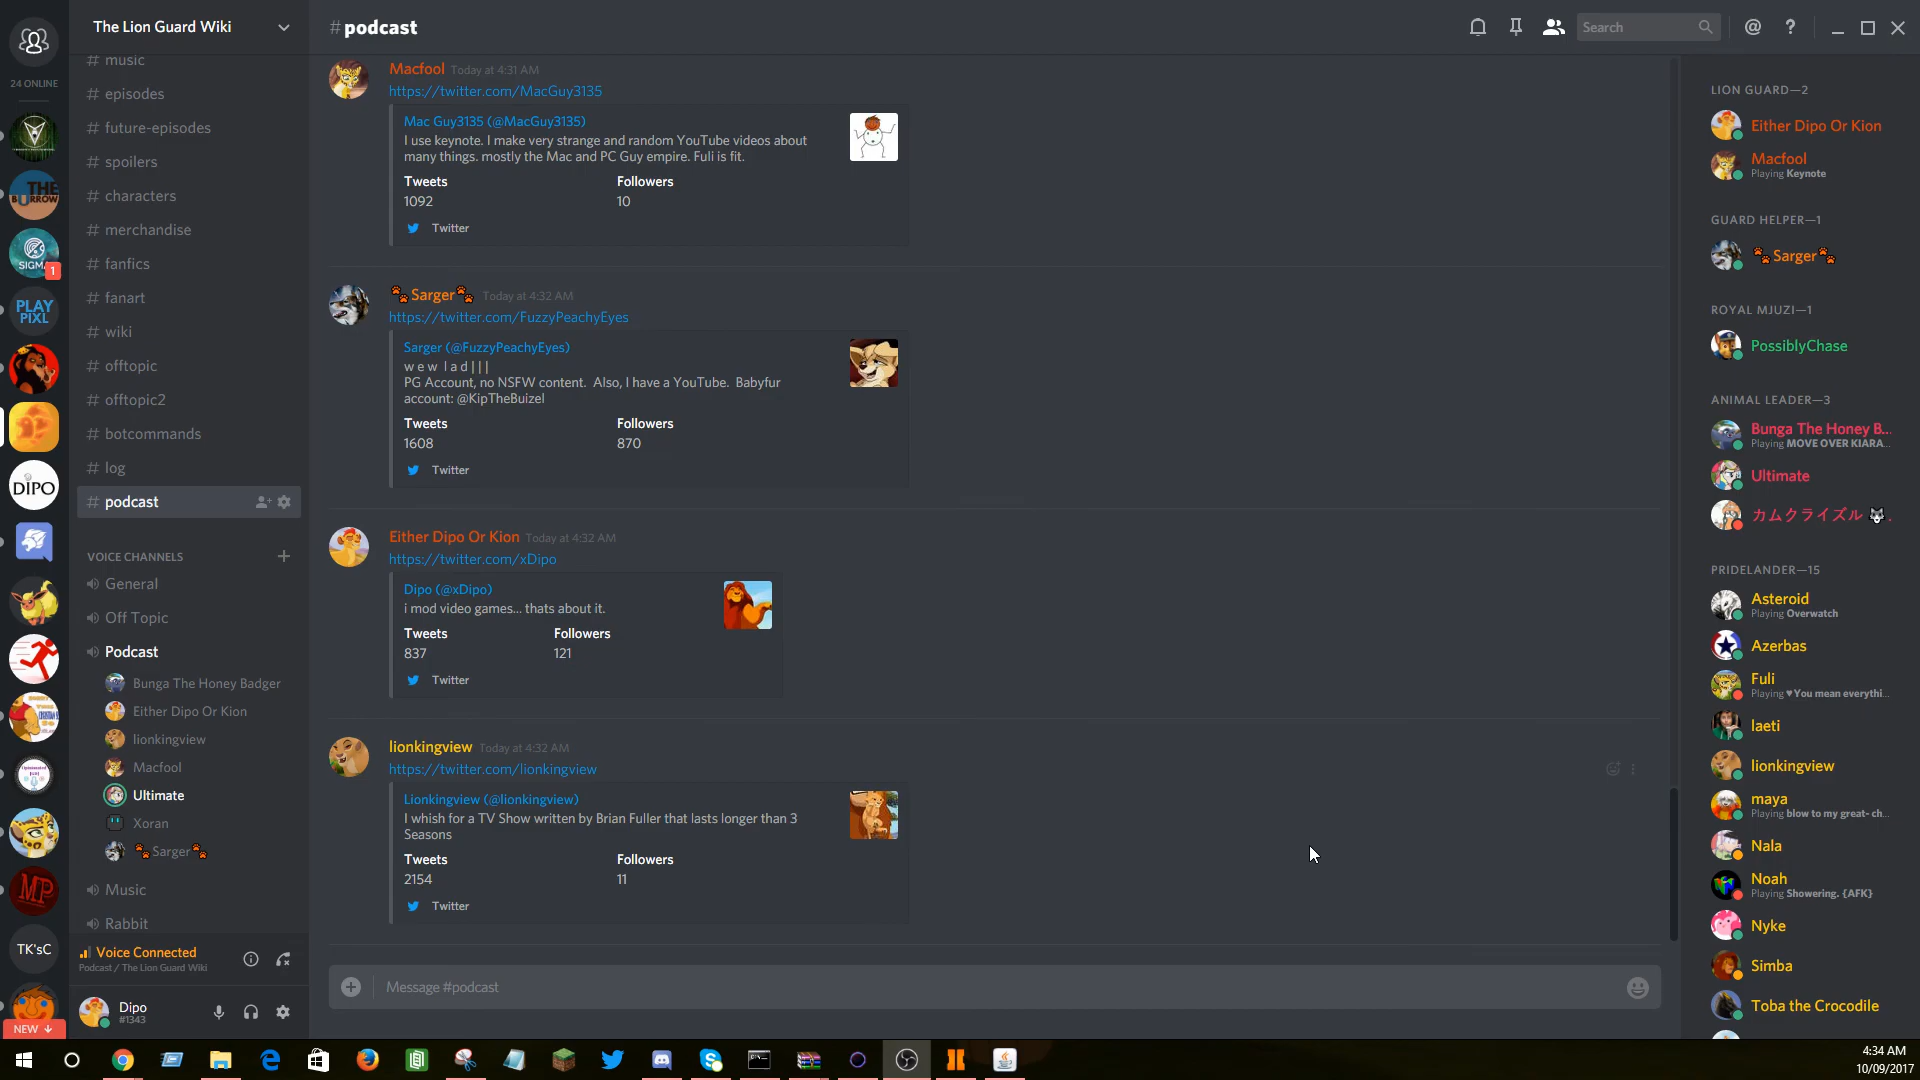 24 ONLINE
THE BURROW
SIGMA
1
PLAY
PIXL
DIPO
MP
TK'sC
NEW ↓
The Lion Guard Wiki
# music
# episodes
# future-episodes
# spoilers
# characters
# merchandise
# fanfics
# fanart
# wiki
# offtopic
# offtopic2
# botcommands
# log
# podcast
VOICE CHANNELS
General
Off Topic
Podcast
Bunga The Honey Badger
Either Dipo Or Kion
lionkingview
Macfool
Ultimate
Xoran
🐾Sarger🐾
Music
Rabbit
Voice Connected
Podcast / The Lion Guard Wiki
Dipo
#1343
#podcast
Search
Macfool Today at 4:31 AM
https://twitter.com/MacGuy3135
Mac Guy3135 (@MacGuy3135)
I use keynote. I make very strange and random YouTube videos about
many things. mostly the Mac and PC Guy empire. Fuli is fit.
Tweets Followers
1092 10
Twitter
🐾Sarger🐾 Today at 4:32 AM
https://twitter.com/FuzzyPeachyEyes
Sarger (@FuzzyPeachyEyes)
w e w l a d | | |
PG Account, no NSFW content. Also, I have a YouTube. Babyfur
account: @KipTheBuizel
Tweets Followers
1608 870
Twitter
Either Dipo Or Kion Today at 4:32 AM
https://twitter.com/xDipo
Dipo (@xDipo)
i mod video games... thats about it.
Tweets Followers
837 121
Twitter
lionkingview Today at 4:32 AM
https://twitter.com/lionkingview
Lionkingview (@lionkingview)
I whish for a TV Show written by Brian Fuller that lasts longer than 3
Seasons
Tweets Followers
2154 11
Twitter
Message #podcast
LION GUARD—2
Either Dipo Or Kion
Macfool
Playing Keynote
GUARD HELPER—1
🐾Sarger🐾
ROYAL MJUZI—1
PossiblyChase
ANIMAL LEADER—3
Bunga The Honey B...
Playing MOVE OVER KIARA...
Ultimate
カムクライズル 🐺.
PRIDELANDER—15
Asteroid
Playing Overwatch
Azerbas
Fuli
Playing ♥You mean everythi...
laeti
lionkingview
maya
Playing blow to my great- ch...
Nala
Noah
Playing Showering. {AFK}
Nyke
Simba
Toba the Crocodile
4:34 AM
10/09/2017